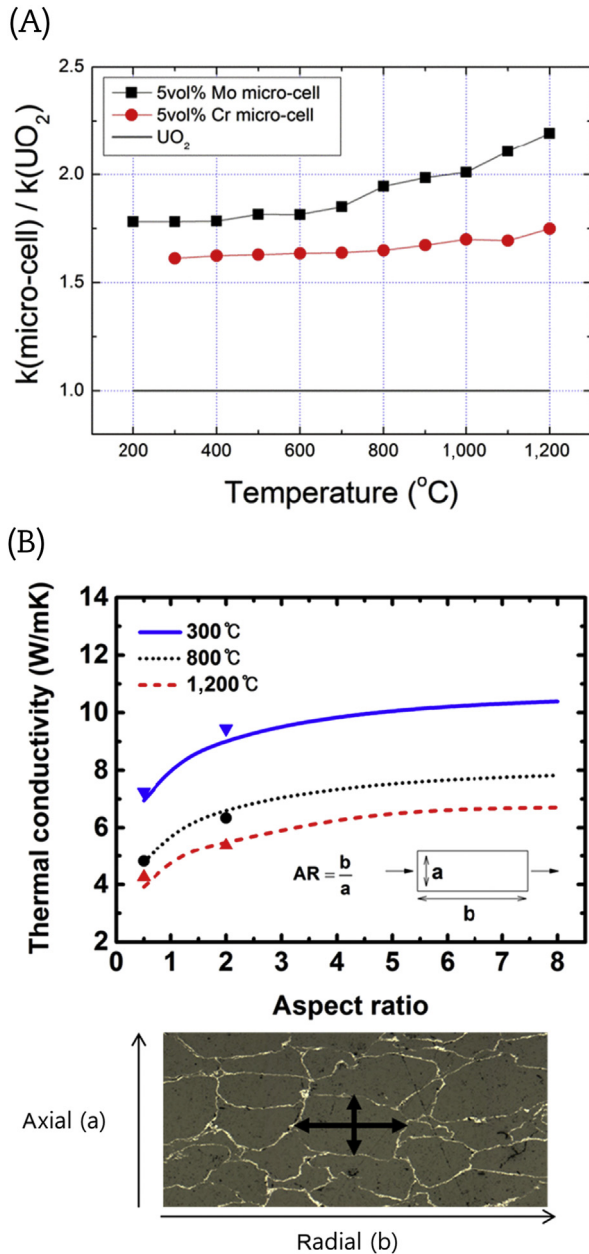 (A)
2.5
2.0
1.5
1.0
k(micro-cell) / k(UO₂)
5vol% Mo micro-cell
5vol% Cr micro-cell
UO₂
200 400 600 800 1,000 1,200
Temperature (°C)
(B)
14
12
10
8
6
4
2
Thermal conductivity (W/mK)
300℃
800℃
1,200℃
AR = b/a
a
b
0 1 2 3 4 5 6 7 8
Aspect ratio
Axial (a)
Radial (b)